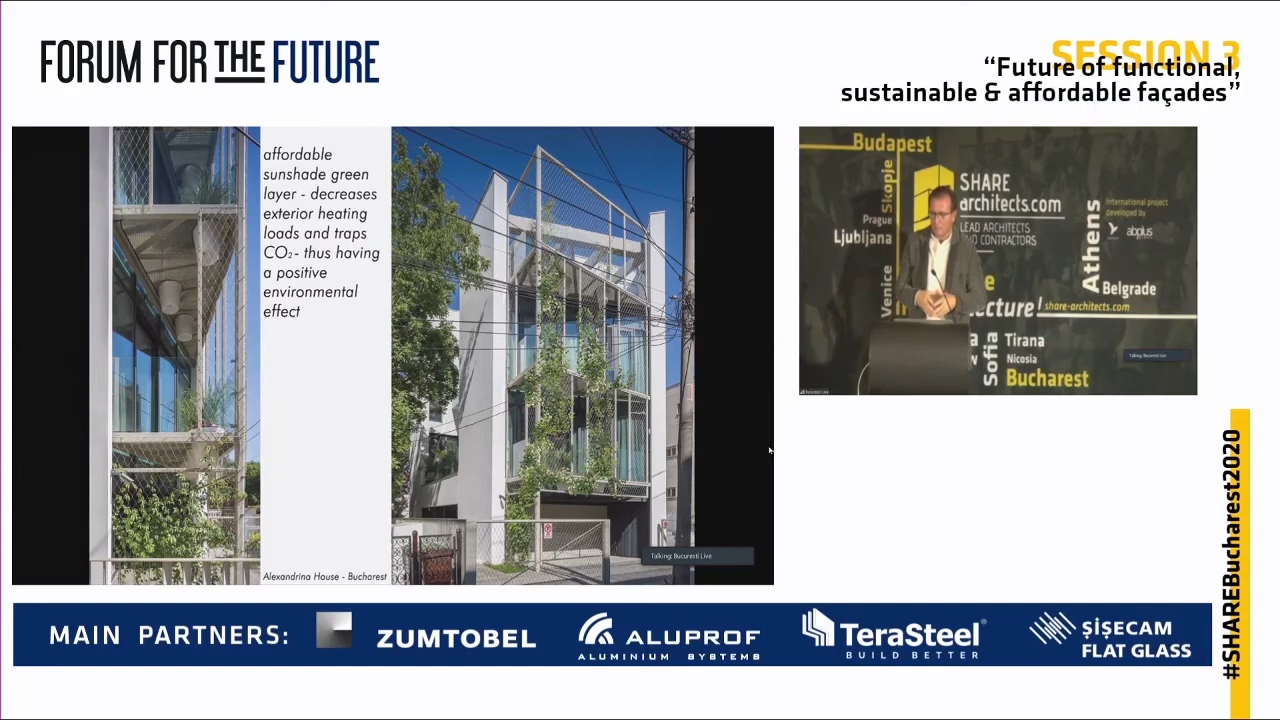 FORUM FOR THE FUTURE
SESSION 3
“Future of functional,
sustainable & affordable façades”
affordable
sunshade green
layer - decreases
exterior heating
loads and traps
CO₂- thus having
a positive
environmental
effect
Alexandrina House - Bucharest
Talking: Bucuresti Live
Budapest
Skopje
Prague
Ljubljana
Venice
SHARE
architects.com
LEAD ARCHITECTS
CONTRACTORS
Athens
International project
developed by
abplus
Belgrade
share-architects.com
Sofia
Tirana
Nicosia
Bucharest
Talking: Bucuresti Live
#SHAREBucharest2020
MAIN PARTNERS:
ZUMTOBEL
ALUPROF
ALUMINIUM SYSTEMS
TeraSteel®
BUILD BETTER
ŞİŞECAM
FLAT GLASS